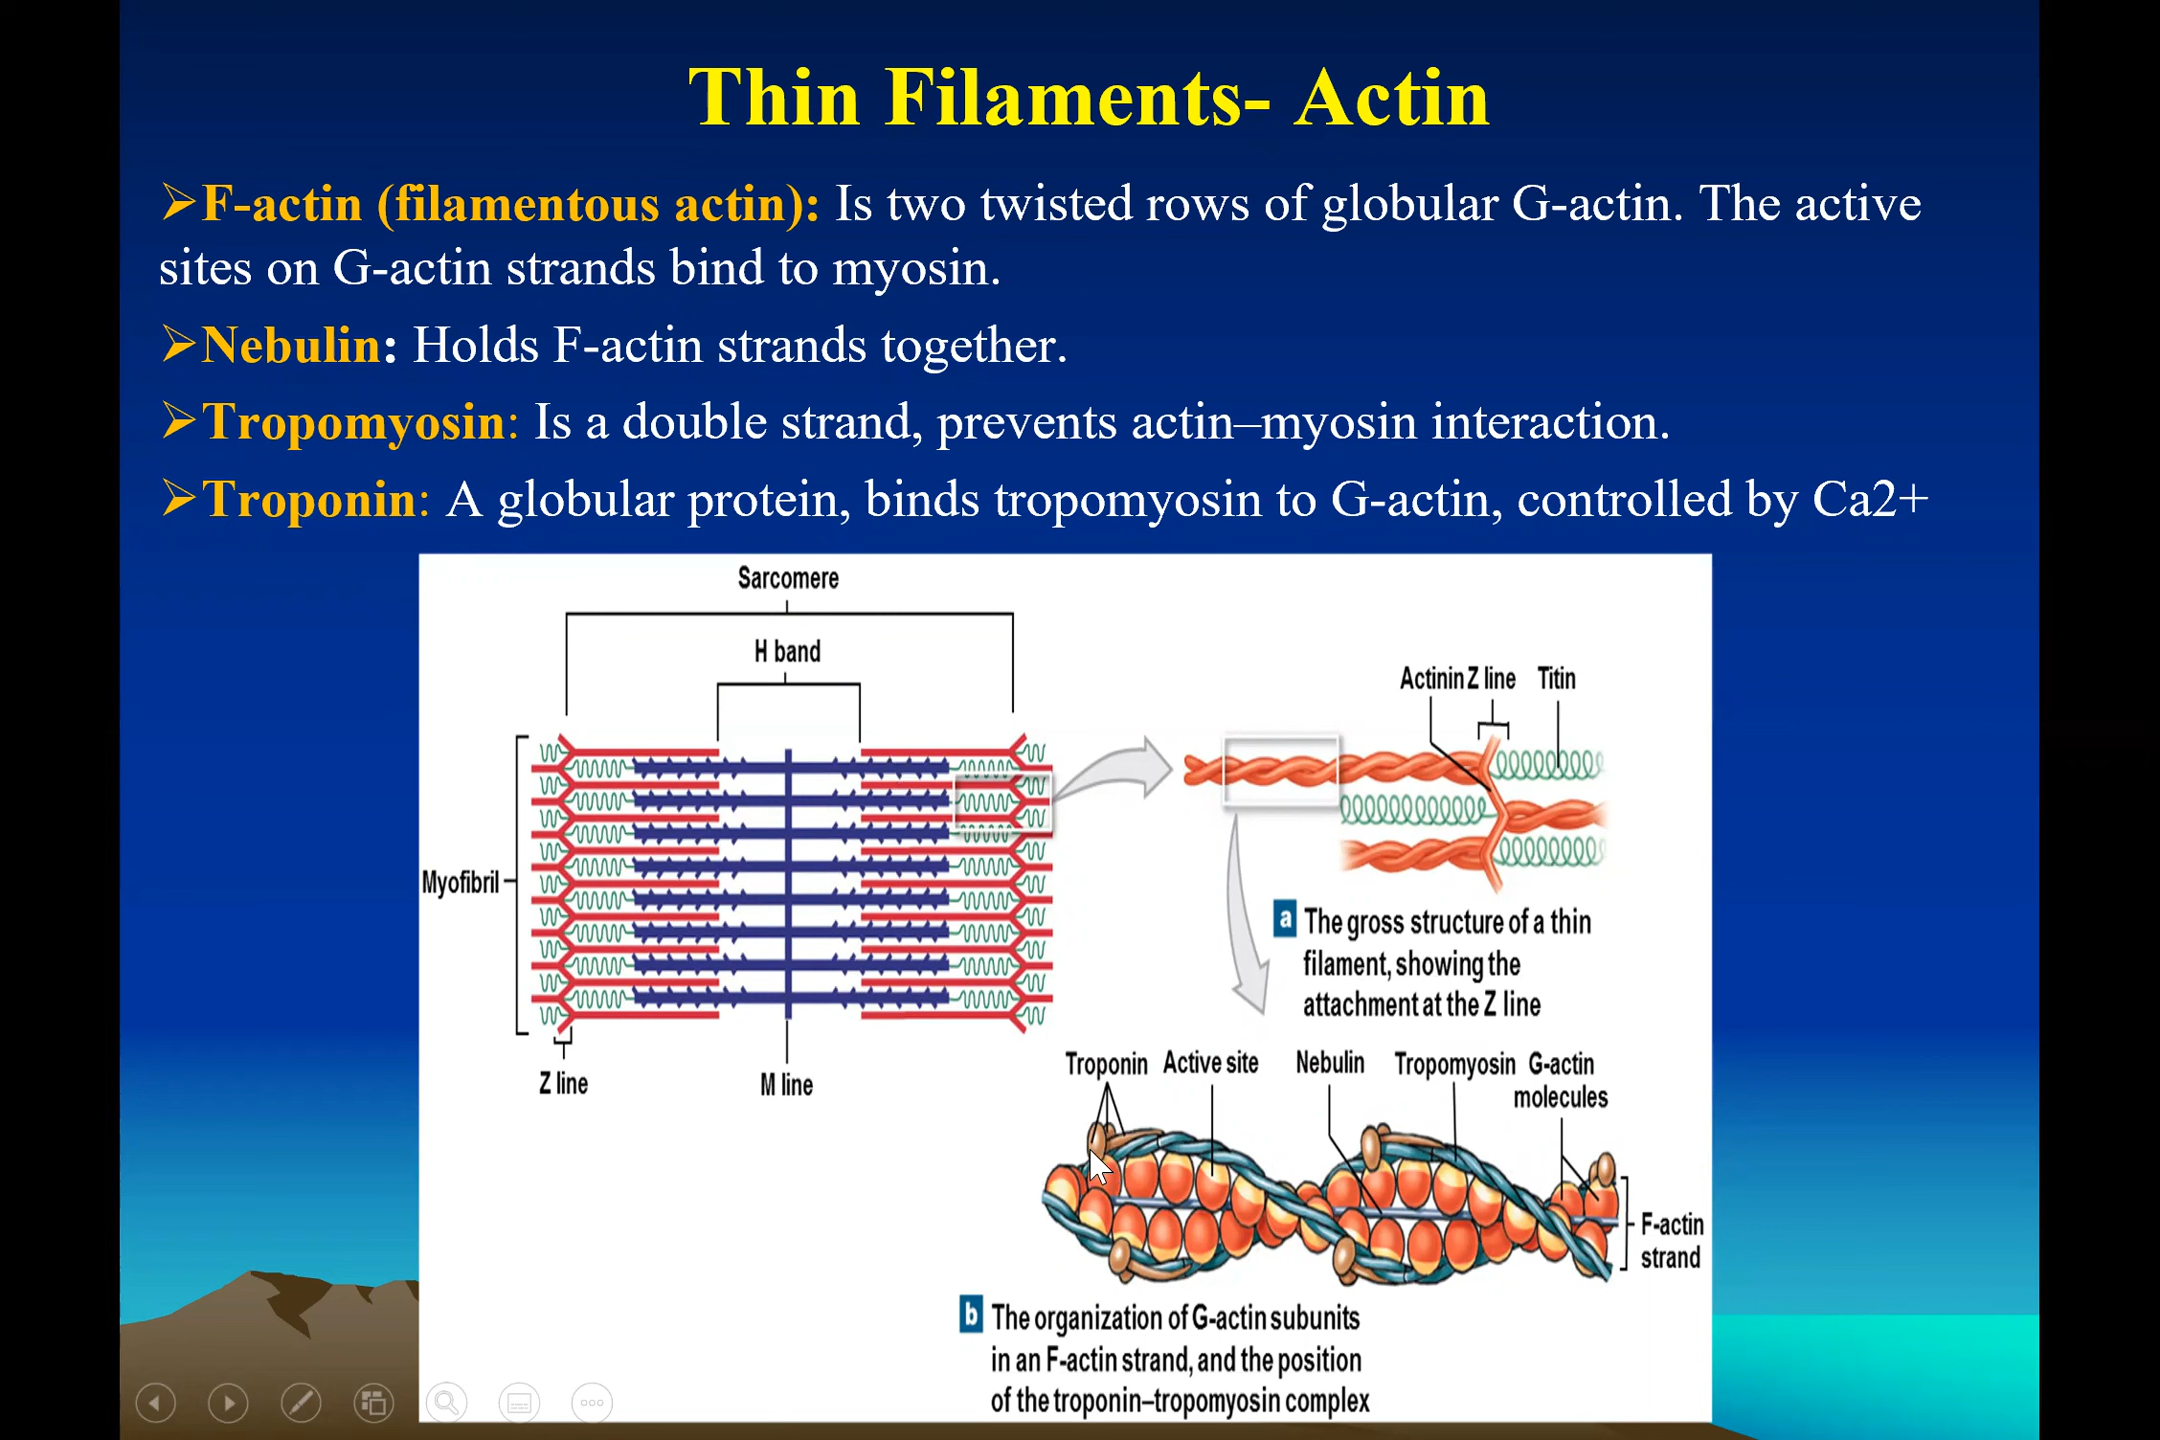 Thin Filaments- Actin
➢F-actin (filamentous actin): Is two twisted rows of globular G-actin. The active
sites on G-actin strands bind to myosin.
➢Nebulin: Holds F-actin strands together.
➢Tropomyosin: Is a double strand, prevents actin–myosin interaction.
➢Troponin: A globular protein, binds tropomyosin to G-actin, controlled by Ca2+
Sarcomere
H band
Myofibril
Z line
M line
Actinin Z line Titin
a The gross structure of a thin
filament, showing the
attachment at the Z line
Troponin Active site Nebulin Tropomyosin G-actin
molecules
F-actin
strand
b The organization of G-actin subunits
in an F-actin strand, and the position
of the troponin–tropomyosin complex